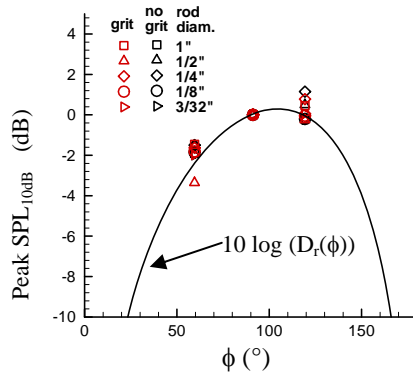 grit no grit rod diam.
1"
1/2"
1/4"
1/8"
3/32"
4
2
0
-2
-4
-6
-8
-10
Peak SPL10dB (dB)
10 log (Dr(ϕ))
0 50 100 150
ϕ (°)